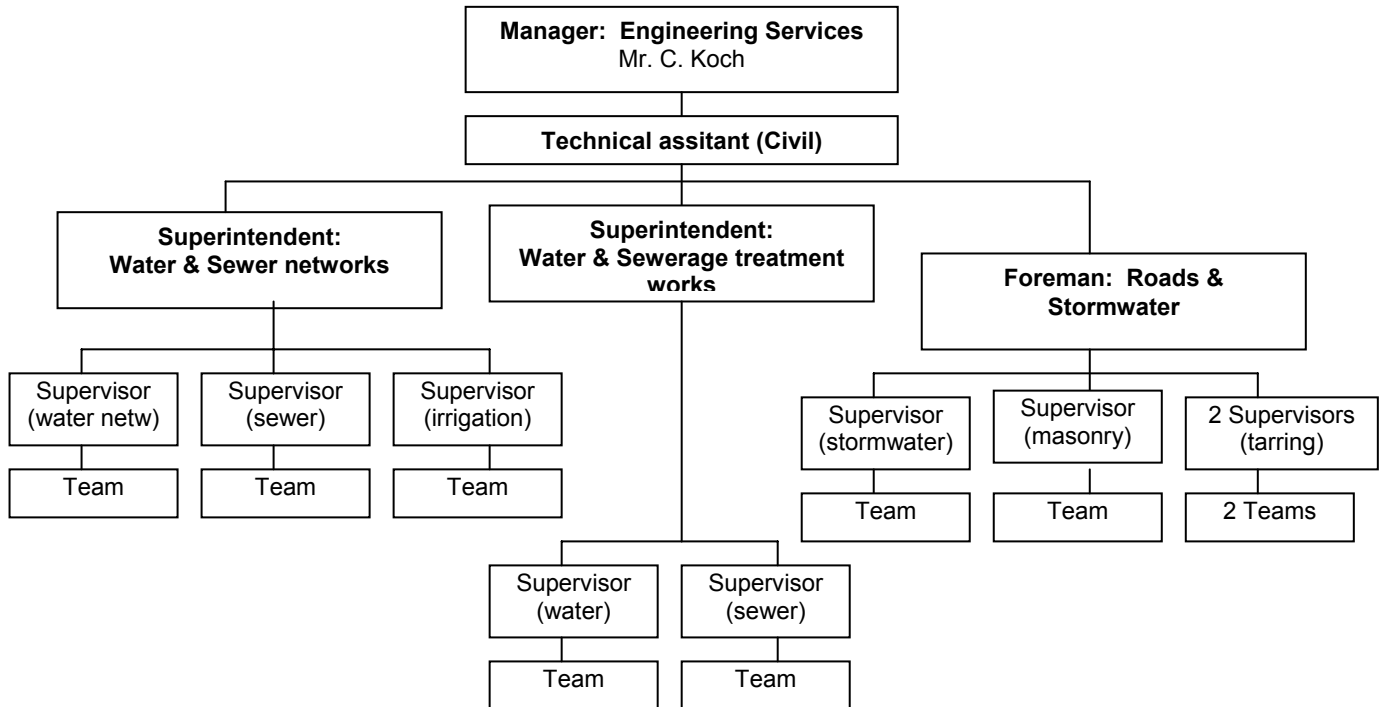 Manager: Engineering Services
Mr. C. Koch
Technical assitant (Civil)
Superintendent:
Water & Sewer networks
Superintendent:
Water & Sewerage treatment
works
Foreman: Roads &
Stormwater
Supervisor
(water netw)
Supervisor
(sewer)
Supervisor
(irrigation)
Supervisor
(stormwater)
Supervisor
(masonry)
2 Supervisors
(tarring)
Team
Team
Team
Team
Team
2 Teams
Supervisor
(water)
Supervisor
(sewer)
Team
Team